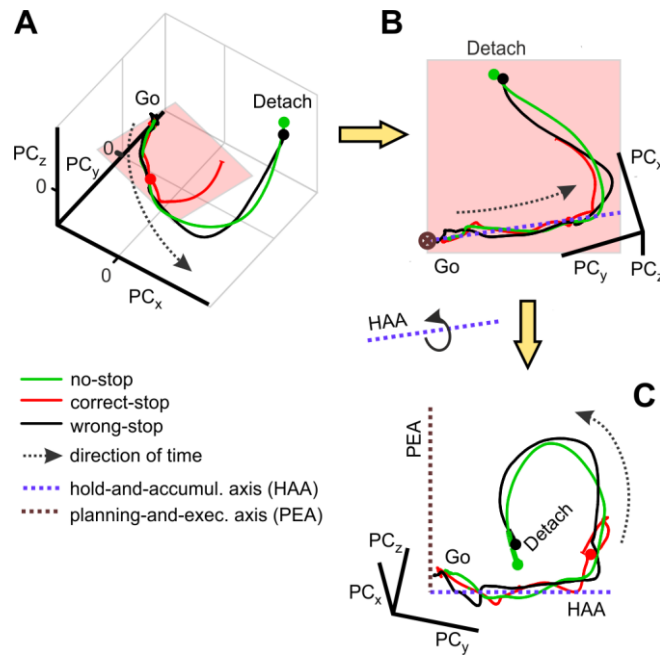 A
Go
Detach
PCz
PCy
0
0
0
PCx
B
Detach
Go
PCx
PCy
PCz
HAA
no-stop
correct-stop
wrong-stop
direction of time
hold-and-accumul. axis (HAA)
planning-and-exec. axis (PEA)
C
PEA
Go
Detach
HAA
PCz
PCx
PCy